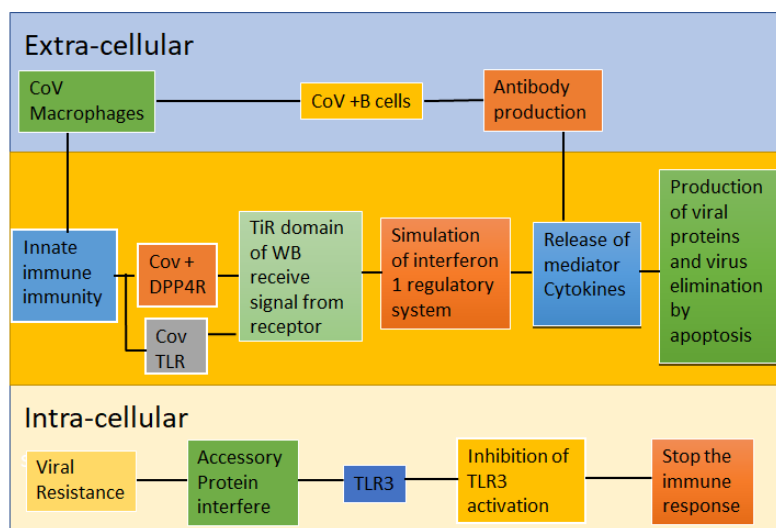 Extra-cellular
CoV
Macrophages
CoV +B cells
Antibody
production
Innate
immune
immunity
Cov +
DPP4R
Cov
TLR
TiR domain
of WB
receive
signal from
receptor
Simulation
of interferon
1 regulatory
system
Release of
mediator
Cytokines
Production
of viral
proteins
and virus
elimination
by
apoptosis
Intra-cellular
Viral
Resistance
Accessory
Protein
interfere
TLR3
Inhibition of
TLR3
activation
Stop the
immune
response